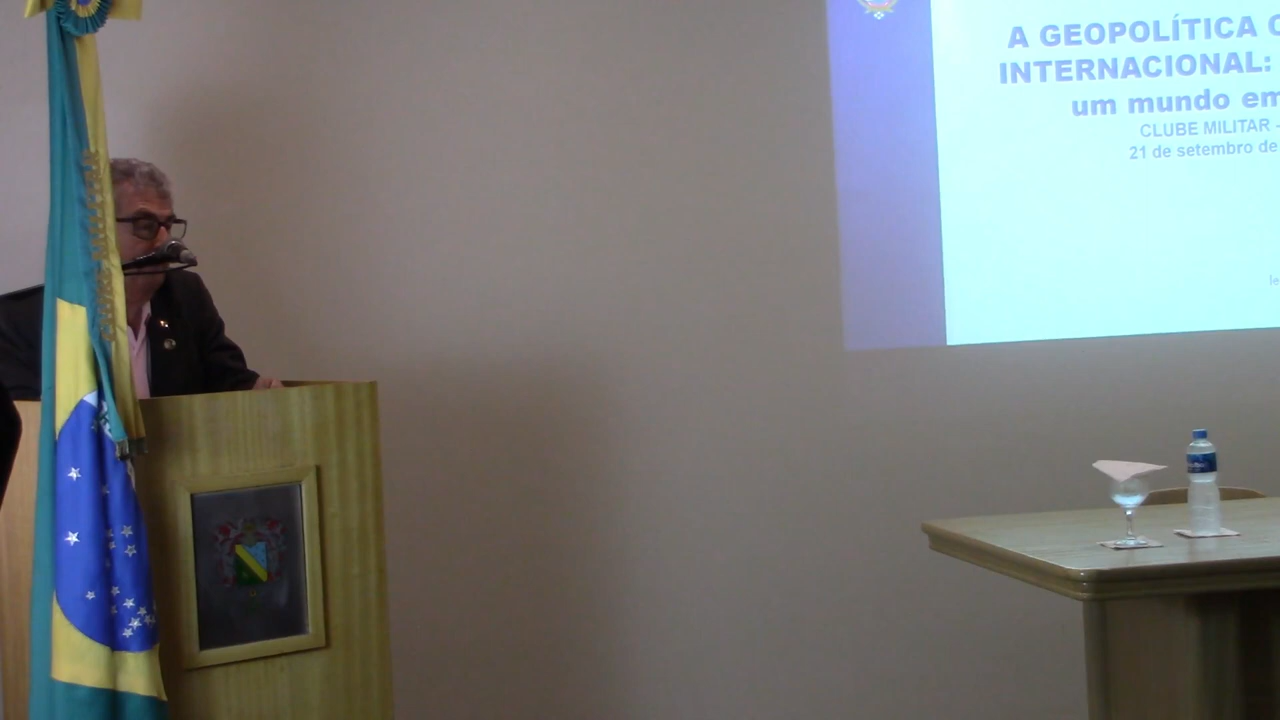 A GEOPOLÍTICA
INTERNACIONAL:
um mundo em
CLUBE MILITAR -
21 de setembro de